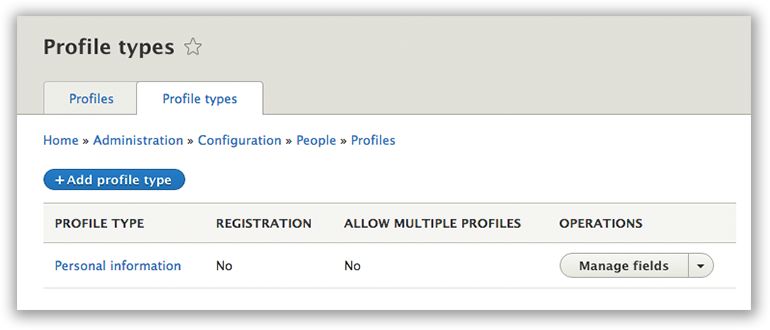 Profile types
Profiles Profile types
Home » Administration » Configuration » People » Profiles
+ Add profile type
PROFILE TYPE REGISTRATION ALLOW MULTIPLE PROFILES OPERATIONS
Personal information No No Manage fields